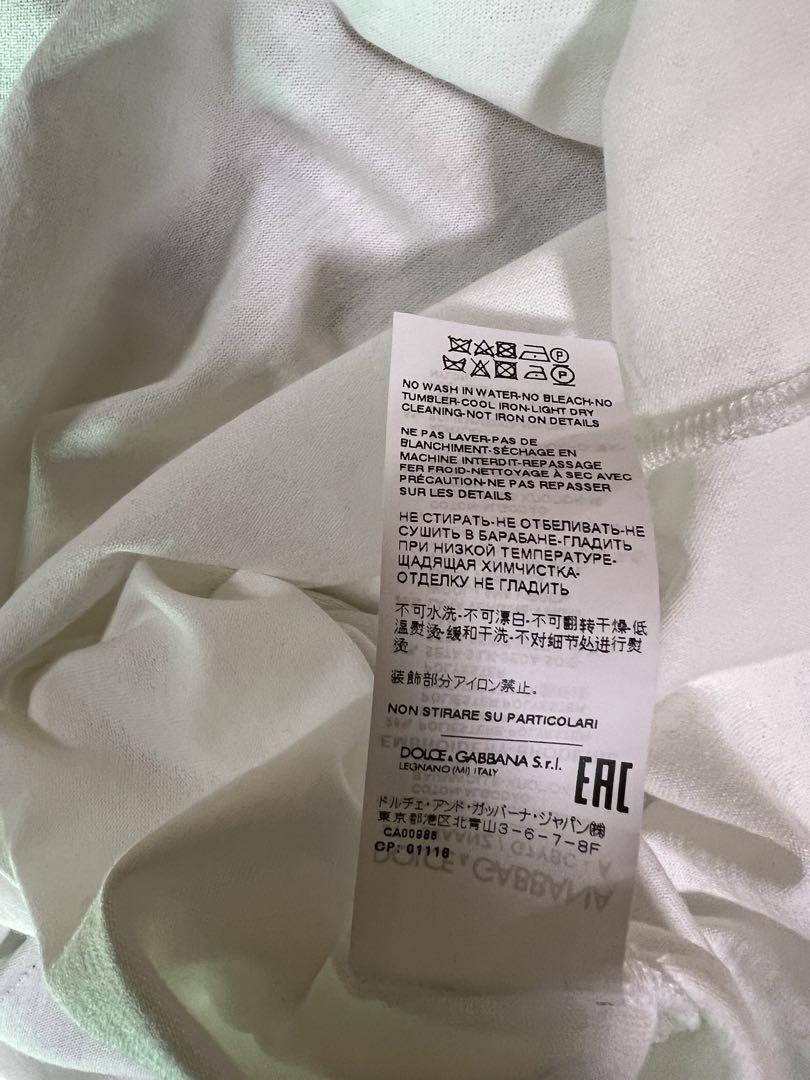 NO WASH IN WATER-NO BLEACH-NO
TUMBLER-COOL IRON-LIGHT DRY
CLEANING-NOT IRON ON DETAILS
NE PAS LAVER-PAS DE
BLANCHIMENT-SÉCHAGE EN
MACHINE INTERDIT-REPASSAGE
FER FROID-NETTOYAGE À SEC AVEC
PRÉCAUTION-NE PAS REPASSER
SUR LES DETAILS
НЕ СТИРАТЬ-НЕ ОТБЕЛИВАТЬ-НЕ
СУШИТЬ В БАРАБАНЕ-ГЛАДИТЬ
ПРИ НИЗКОЙ ТЕМПЕРАТУРЕ-
ЩАДЯЩАЯ ХИМЧИСТКА-
ОТДЕЛКУ НЕ ГЛАДИТЬ
不可水洗-不可漂白-不可翻转干燥-低
温熨烫-缓和干洗-不对细节处进行熨
烫
装飾部分アイロン禁止。
NON STIRARE SU PARTICOLARI
DOLCE & GABBANA S.r.l.
LEGNANO (MI) ITALY
EAC
ドルチェ・アンド・ガッバーナ・ジャパン㈱
東京都港区北青山3-6-7-8F
CA00985
CP: 01116
DOLCE & GABBANA